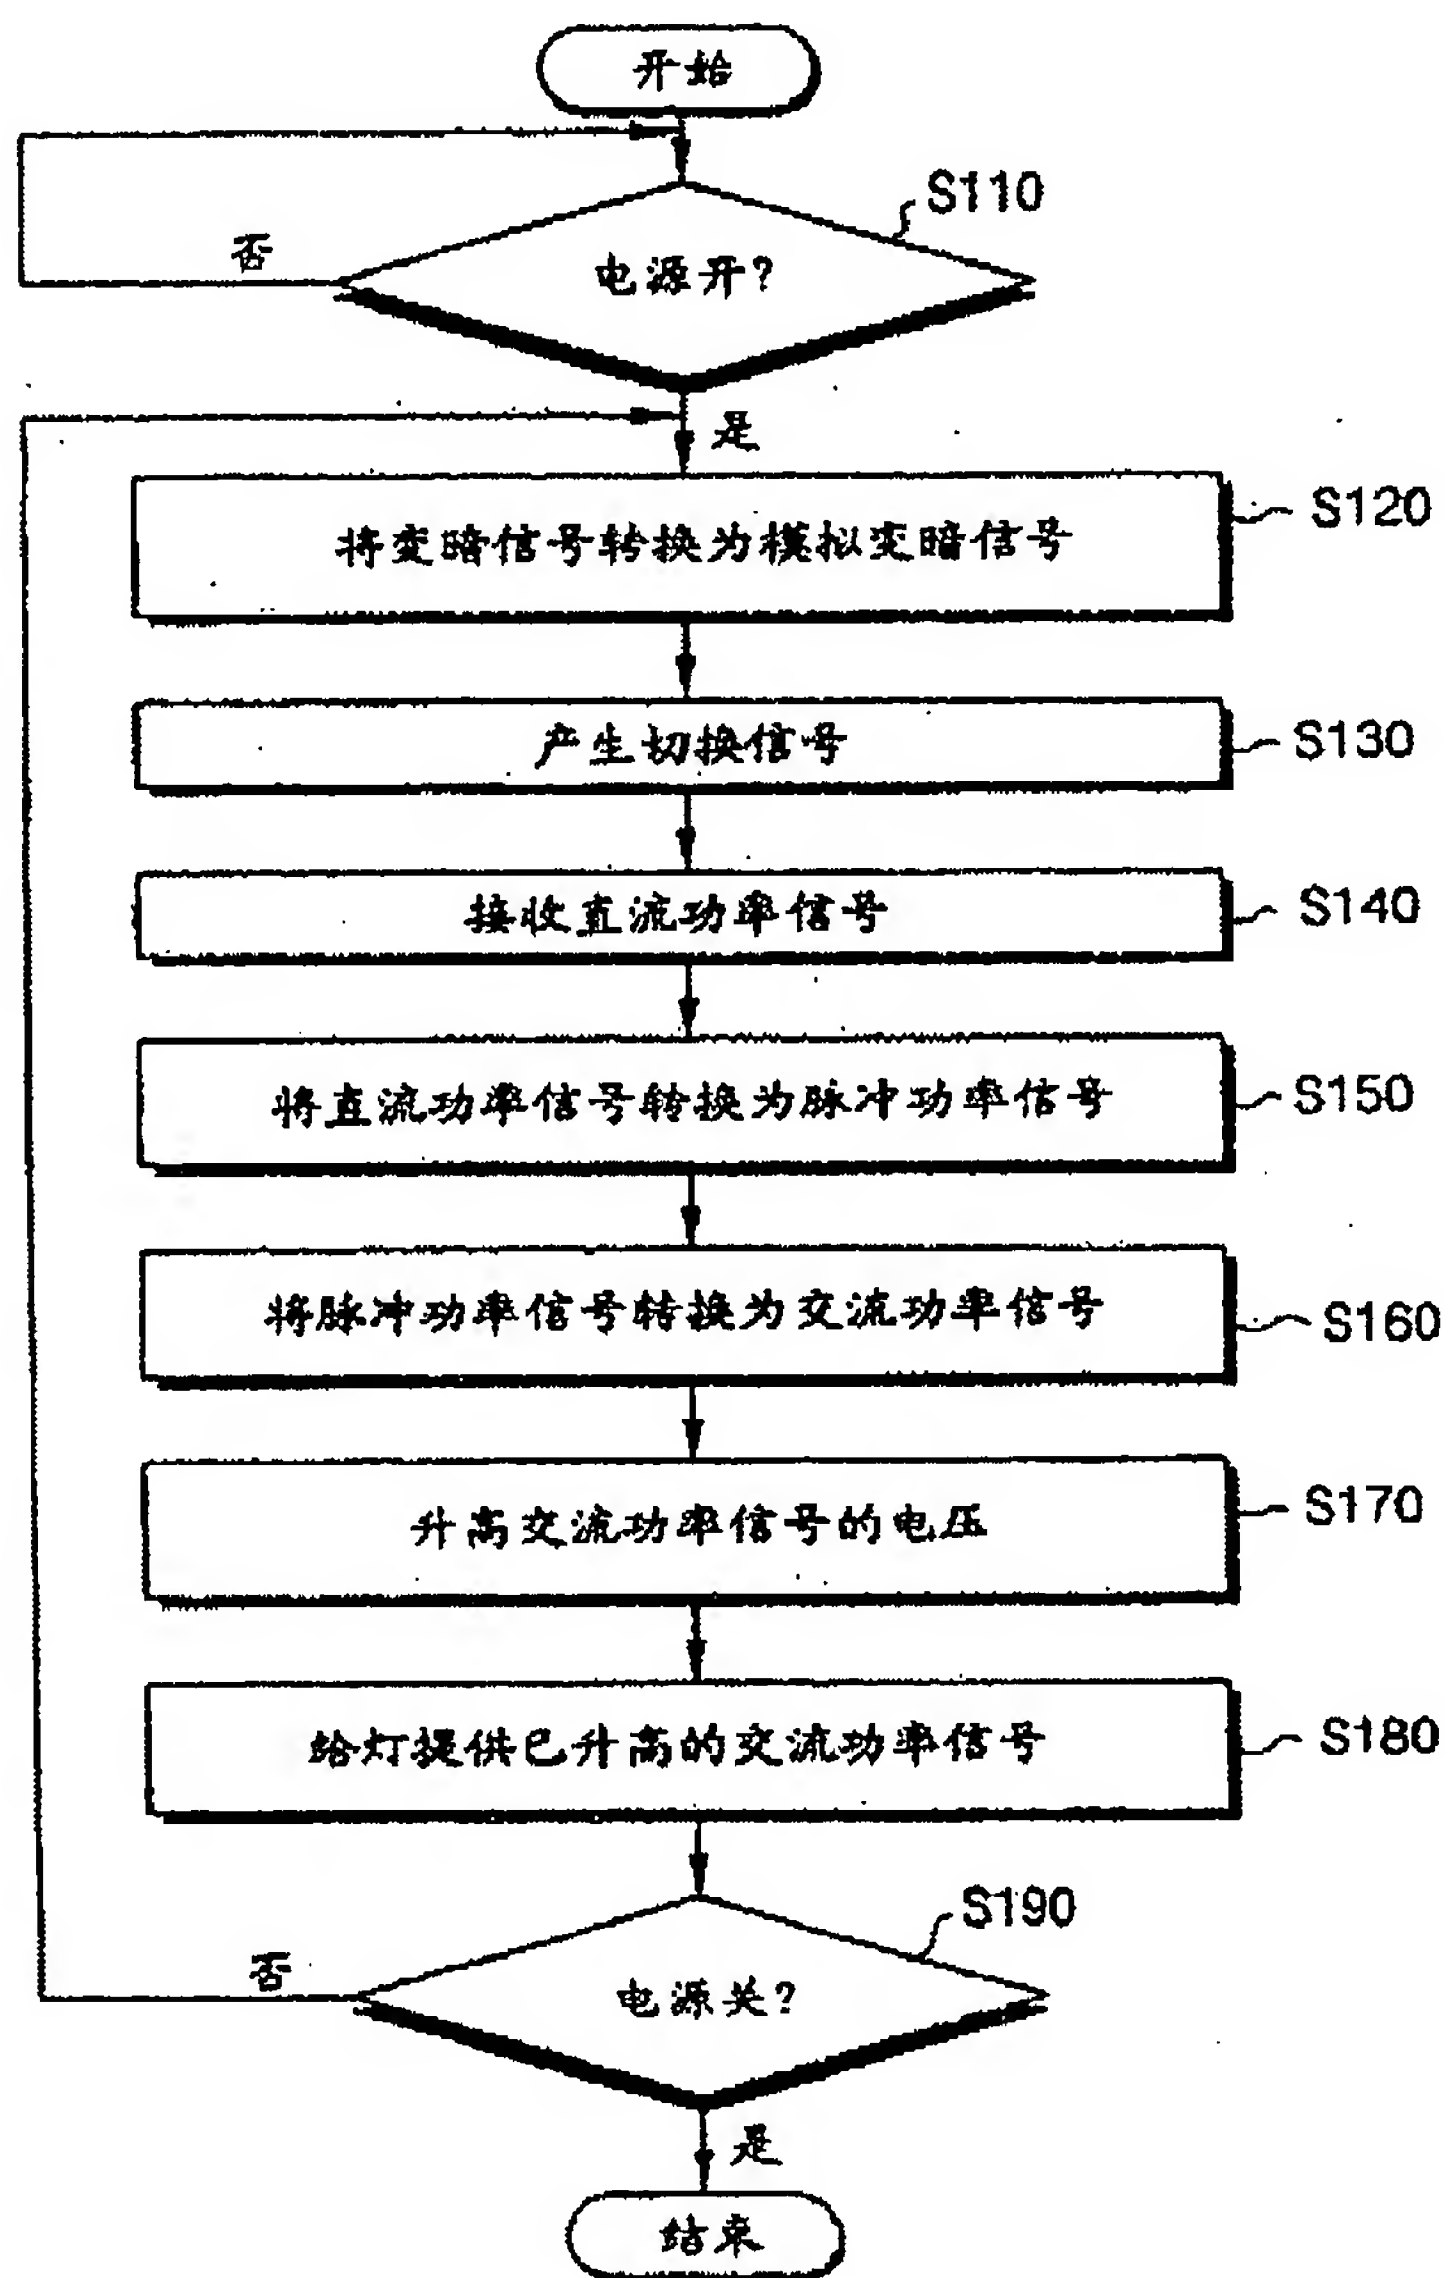 开始
S110
否
电源开?
是
S120
将变暗信号转换为模拟变暗信号
产生切换信号
S130
接收直流功率信号
S140
将直流功率信号转换为脉冲功率信号
S150
将脉冲功率信号转换为交流功率信号
S160
升高交流功率信号的电压
S170
给灯提供已升高的交流功率信号
S180
S190
否
电源关?
是
结束